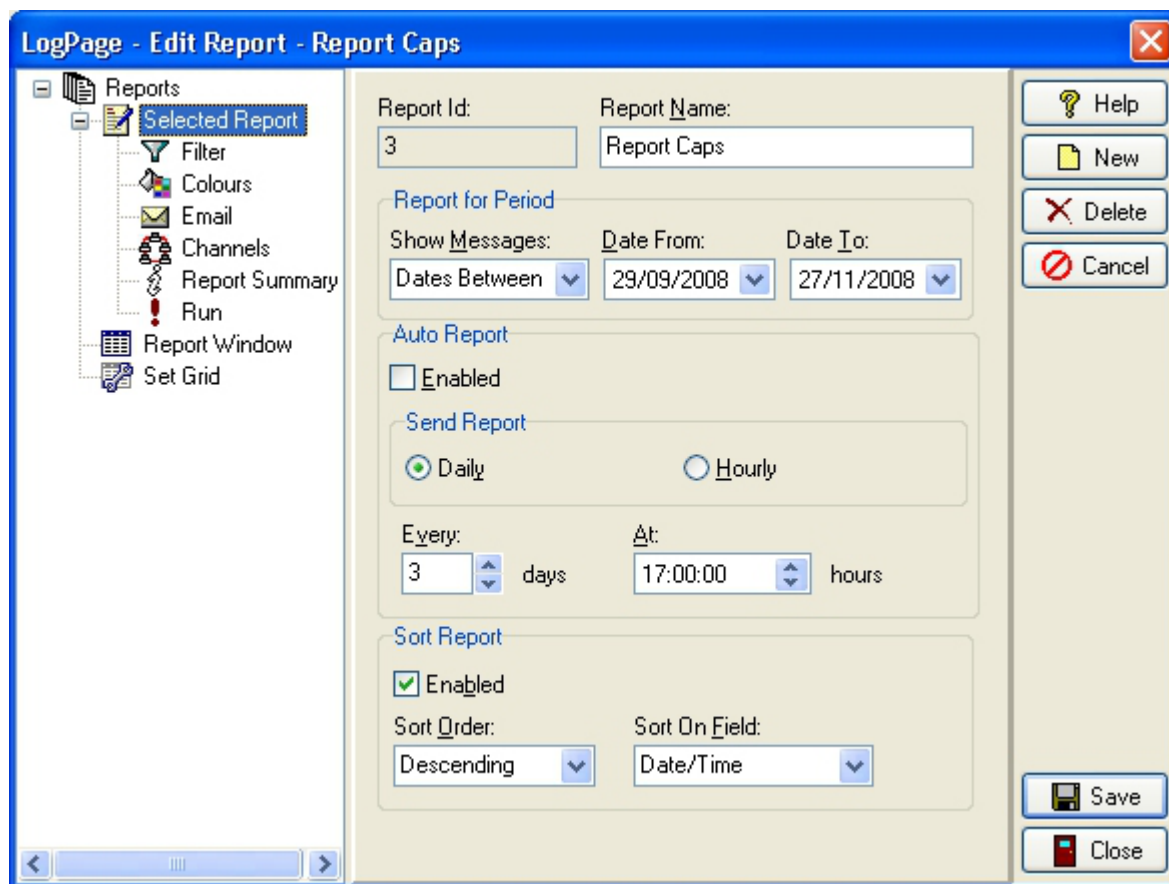 LogPage - Edit Report - Report Caps
Reports
Selected Report
Filter
Colours
Email
Channels
Report Summary
Run
Report Window
Set Grid
Report Id:
Report Name:
3
Report Caps
Report for Period
Show Messages:
Date From:
Date To:
Dates Between
29/09/2008
27/11/2008
Auto Report
Enabled
Send Report
Daily
Hourly
Every:
At:
3
days
17:00:00
hours
Sort Report
Enabled
Sort Order:
Sort On Field:
Descending
Date/Time
Help
New
Delete
Cancel
Save
Close